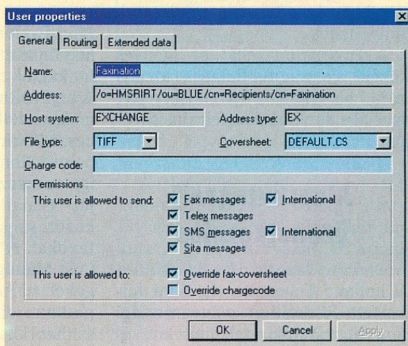 User properties
General Routing Extended data
Name: Faxination
Address: /o=HMSRIRT/ou=BLUE/cn=Recipients/cn=Faxination
Host system: EXCHANGE Address type: EX
File type: TIFF Coversheet: DEFAULT.CS
Charge code:
Permissions
This user is allowed to send: Fax messages International
Telex messages
SMS messages International
Sita messages
This user is allowed to: Override fax-coversheet
Override chargecode
OK Cancel Apply